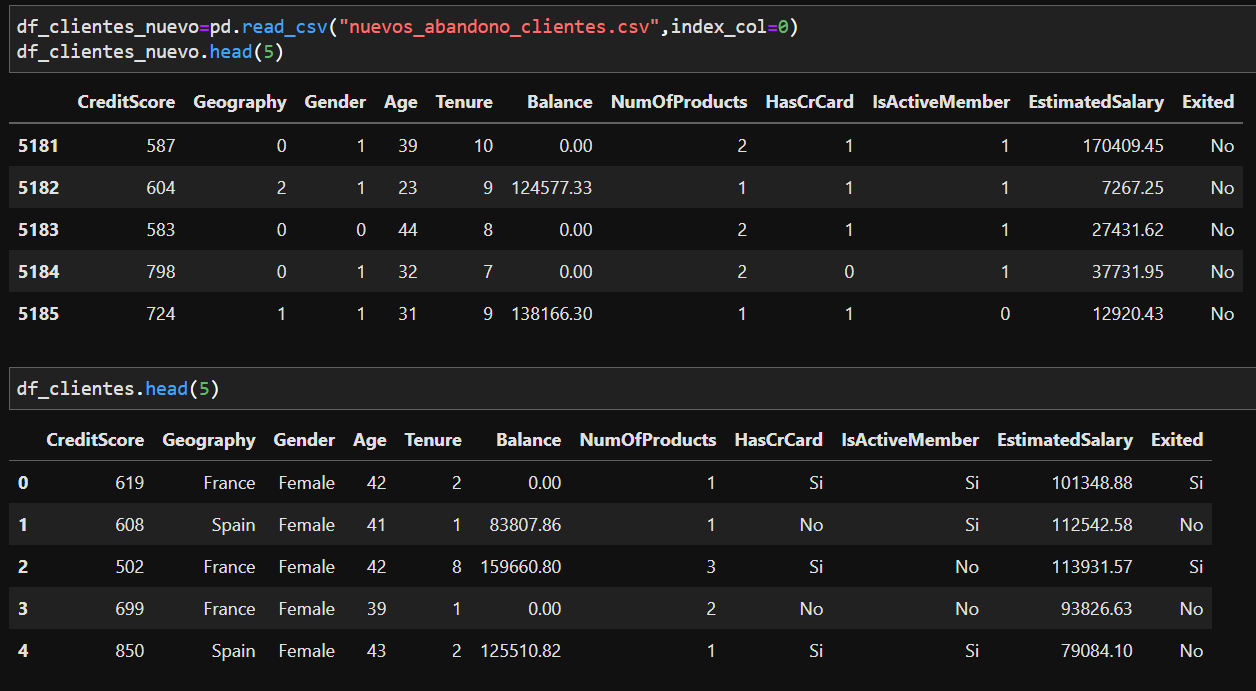 df_clientes_nuevo=pd.read_csv("nuevos_abandono_clientes.csv",index_col=0)
df_clientes_nuevo.head(5)
CreditScore Geography Gender Age Tenure Balance NumOfProducts HasCrCard IsActiveMember EstimatedSalary Exited
5181 587 0 1 39 10 0.00 2 1 1 170409.45 No
5182 604 2 1 23 9 124577.33 1 1 1 7267.25 No
5183 583 0 0 44 8 0.00 2 1 1 27431.62 No
5184 798 0 1 32 7 0.00 2 0 1 37731.95 No
5185 724 1 1 31 9 138166.30 1 1 0 12920.43 No
df_clientes.head(5)
CreditScore Geography Gender Age Tenure Balance NumOfProducts HasCrCard IsActiveMember EstimatedSalary Exited
0 619 France Female 42 2 0.00 1 Si Si 101348.88 Si
1 608 Spain Female 41 1 83807.86 1 No Si 112542.58 No
2 502 France Female 42 8 159660.80 3 Si No 113931.57 Si
3 699 France Female 39 1 0.00 2 No No 93826.63 No
4 850 Spain Female 43 2 125510.82 1 Si Si 79084.10 No